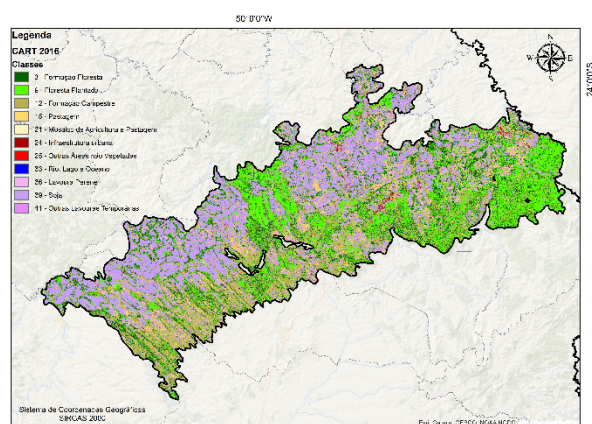 50°0'0"W
Legenda
CART 2016
Classes
3 - Formação Floresta
9 - Floresta Plantada
12 - Formação Campestre
15 - Pastagem
21 - Mosaico de Agricultura e Pastagem
24 - Infraestrutura urbana
25 - Outras Áreas não Vegetadas
33 - Rio, Lago e Oceano
36 - Lavoura Perene
39 - Soja
41 - Outras Lavouras Temporárias
N
W
E
S
24°0'0"S
Sistema de Coordenadas Geográficas
SIRGAS 2000